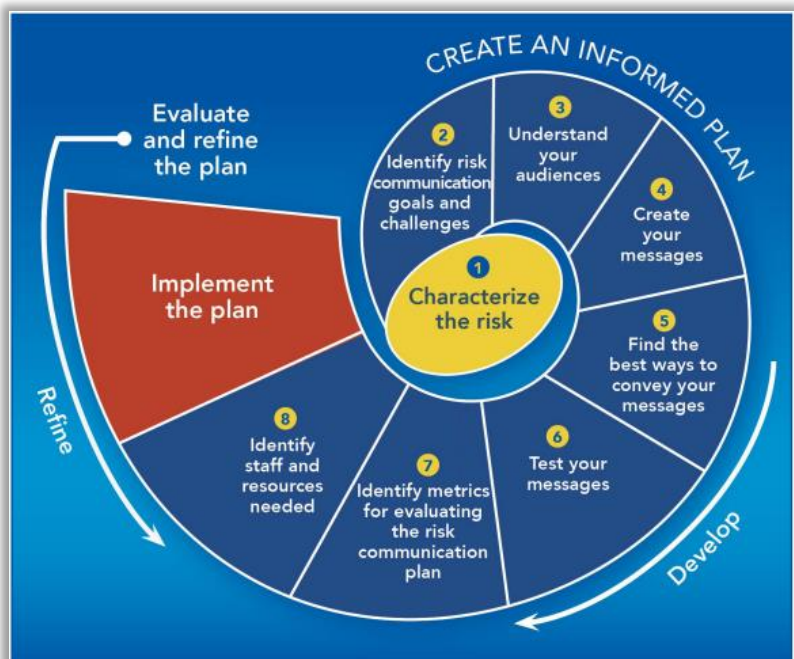 CREATE AN INFORMED PLAN
1
Characterize
the risk
2
Identify risk
communication
goals and
challenges
3
Understand
your
audiences
4
Create
your
messages
5
Find the
best ways to
convey your
messages
6
Test your
messages
7
Identify metrics
for evaluating
the risk
communication
plan
8
Identify
staff and
resources
needed
Implement
the plan
Evaluate
and refine
the plan
Refine
Develop